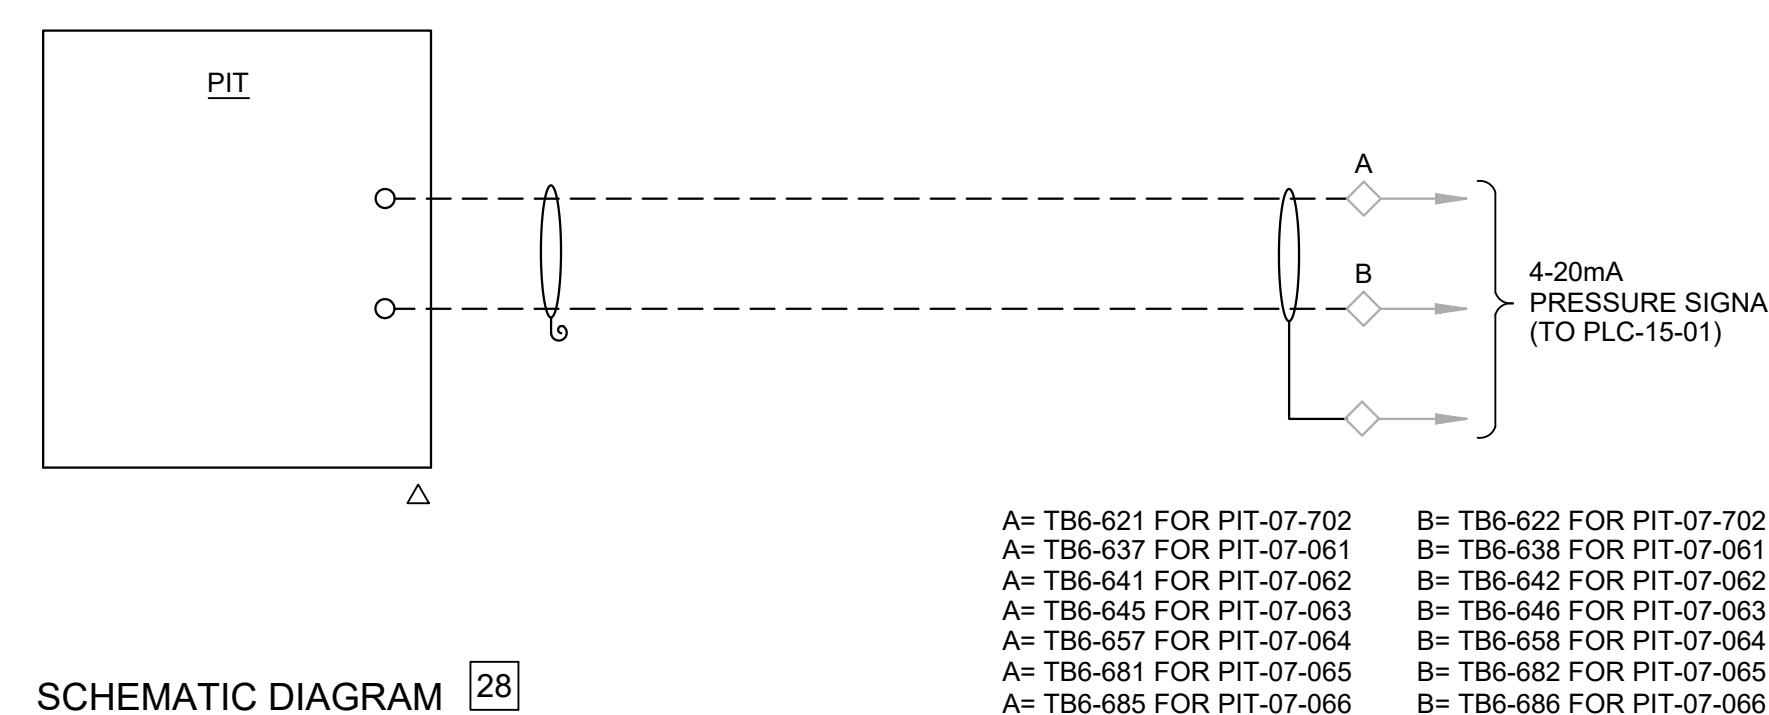 PIT
A
B
4-20mA
PRESSURE SIGNA
(TO PLC-15-01)
A= TB6-621 FOR PIT-07-702 B= TB6-622 FOR PIT-07-702
A= TB6-637 FOR PIT-07-061 B= TB6-638 FOR PIT-07-061
A= TB6-641 FOR PIT-07-062 B= TB6-642 FOR PIT-07-062
A= TB6-645 FOR PIT-07-063 B= TB6-646 FOR PIT-07-063
A= TB6-657 FOR PIT-07-064 B= TB6-658 FOR PIT-07-064
A= TB6-681 FOR PIT-07-065 B= TB6-682 FOR PIT-07-065
A= TB6-685 FOR PIT-07-066 B= TB6-686 FOR PIT-07-066
SCHEMATIC DIAGRAM 28